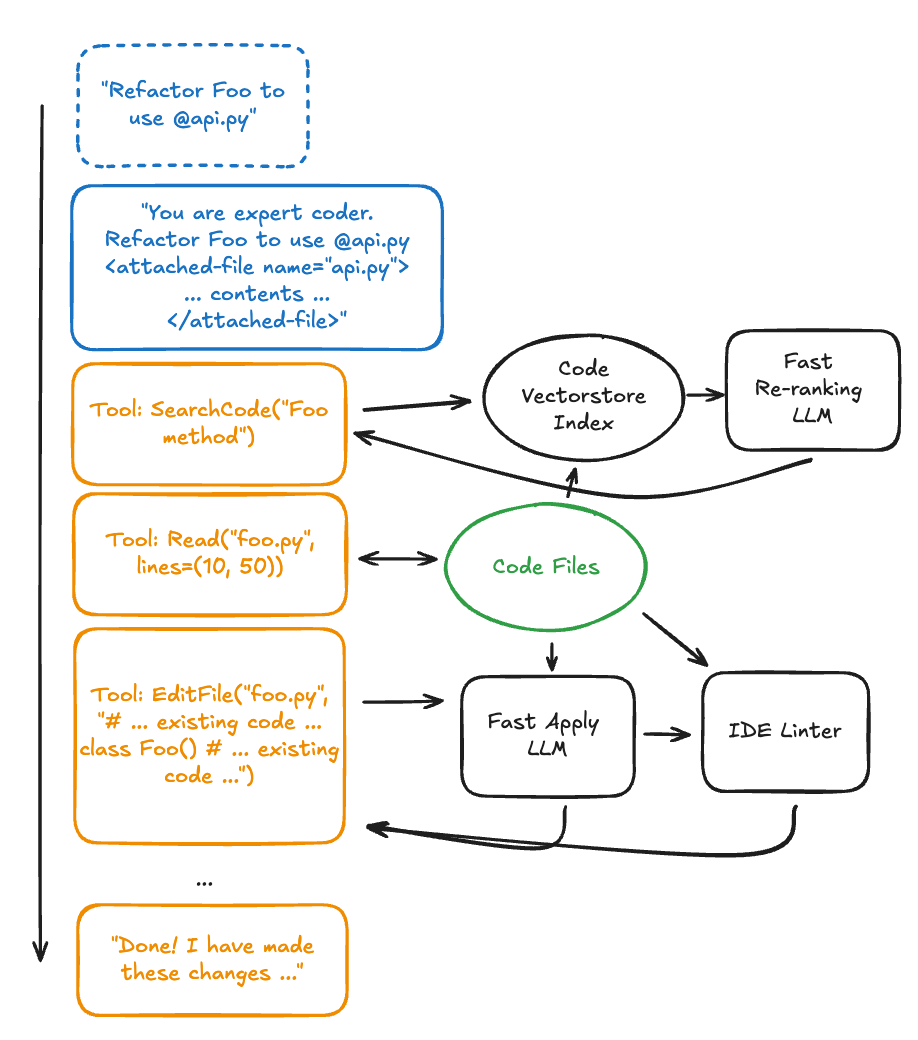 "Refactor Foo to
use @api.py"
"You are expert coder.
Refactor Foo to use @api.py
<attached-file name="api.py">
... contents ...
</attached-file>"
Tool: SearchCode("Foo
method")
Code
Vectorstore
Index
Fast
Re-ranking
LLM
Tool: Read("foo.py",
lines=(10, 50))
Code Files
Tool: EditFile("foo.py",
"# ... existing code ...
class Foo() # ... existing
code ...")
Fast Apply
LLM
IDE Linter
...
"Done! I have made
these changes ..."